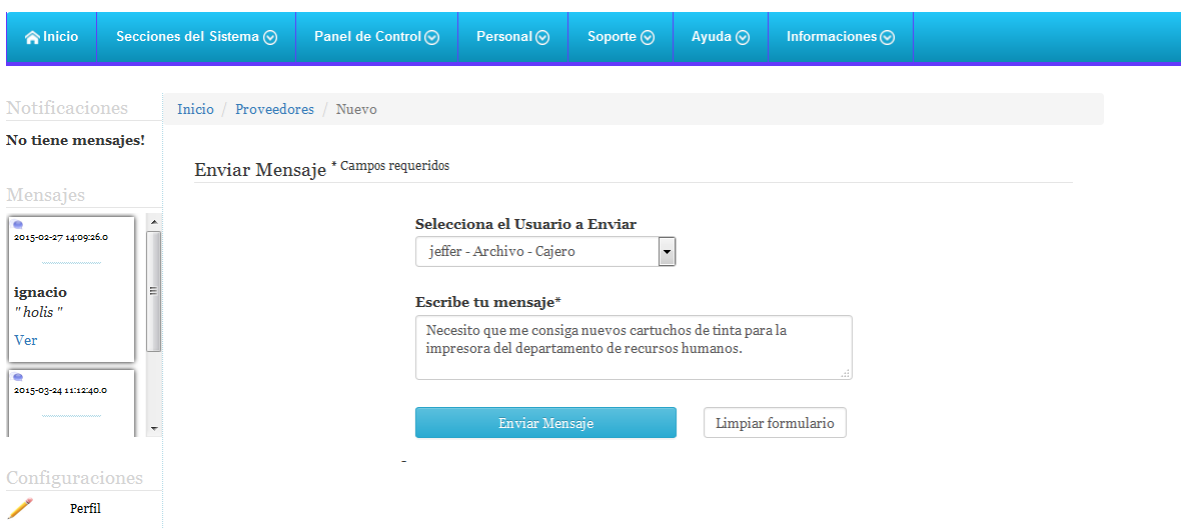 Inicio Secciones del Sistema Panel de Control Personal Soporte Ayuda Informaciones
Notificaciones
No tiene mensajes!
Mensajes
2015-02-27 14:09:26.0
ignacio
" holis "
Ver
2015-03-24 11:12:40.0
Configuraciones
Perfil
Inicio / Proveedores / Nuevo
Enviar Mensaje * Campos requeridos
Selecciona el Usuario a Enviar
jeffer - Archivo - Cajero
Escribe tu mensaje*
Necesito que me consiga nuevos cartuchos de tinta para la
impresora del departamento de recursos humanos.
Enviar Mensaje Limpiar formulario